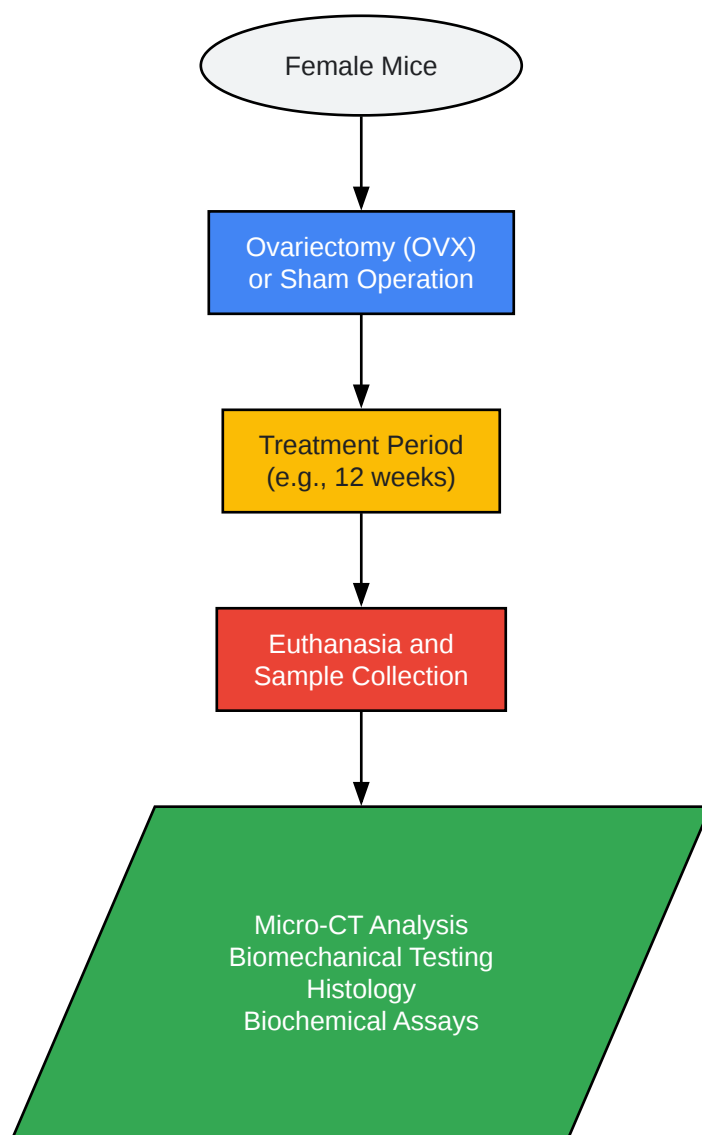 Female Mice
Ovariectomy (OVX)
or Sham Operation
Treatment Period
(e.g., 12 weeks)
Euthanasia and
Sample Collection
Micro-CT Analysis
Biomechanical Testing
Histology
Biochemical Assays